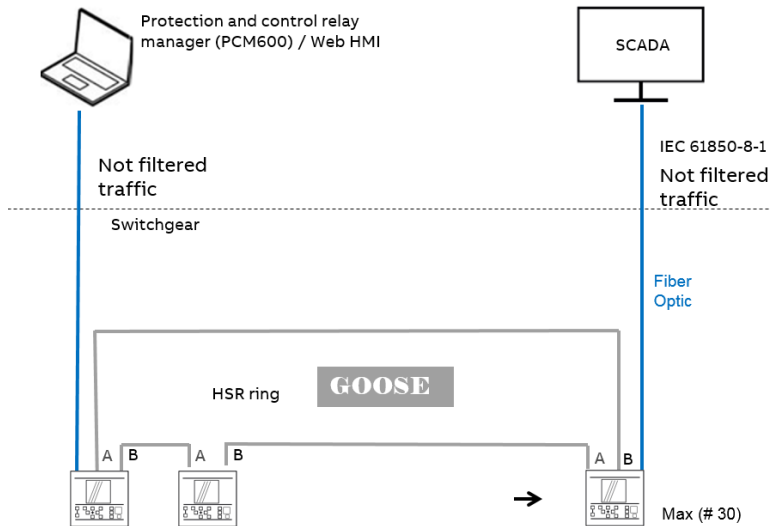 Protection and control relay
manager (PCM600) / Web HMI
SCADA
IEC 61850-8-1
Not filtered
traffic
Not filtered
traffic
Switchgear
Fiber
Optic
HSR ring
GOOSE
A
B
A
B
A
B
Max (# 30)